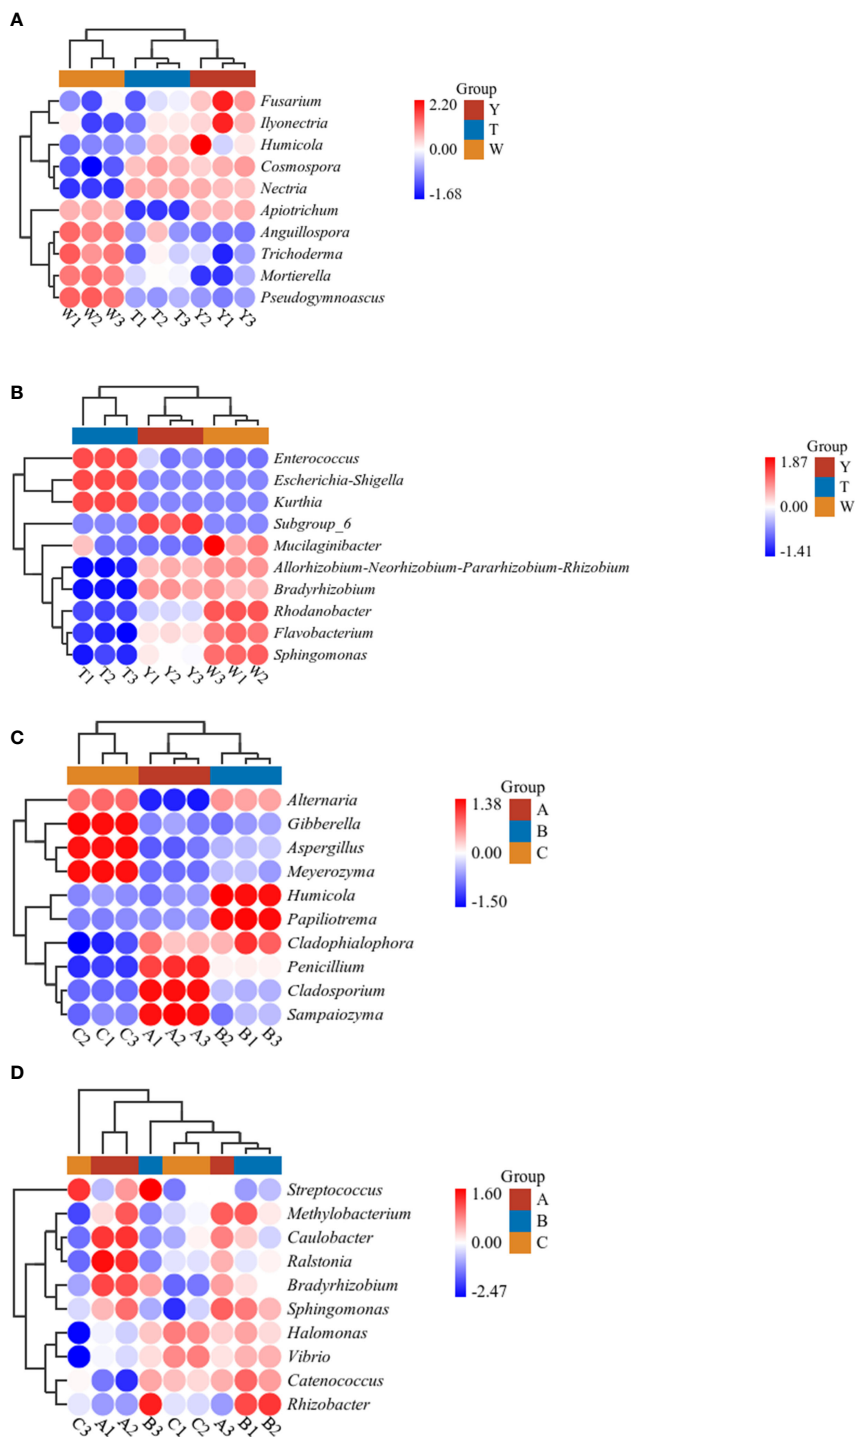 A
Group
2.20
0.00
-1.68
Y
T
W
Fusarium
Ilyonectria
Humicola
Cosmospora
Nectria
Apiotrichum
Anguillospora
Trichoderma
Mortierella
Pseudogymnoascus
W1 W2 W3 T1 T2 T3 Y2 Y1 Y3
B
Group
1.87
0.00
-1.41
Y
T
W
Enterococcus
Escherichia-Shigella
Kurthia
Subgroup_6
Mucilaginibacter
Allorhizobium-Neorhizobium-Pararhizobium-Rhizobium
Bradyrhizobium
Rhodanobacter
Flavobacterium
Sphingomonas
T1 T2 T3 Y1 Y2 Y3 W3 W1 W2
C
Group
1.38
0.00
-1.50
A
B
C
Alternaria
Gibberella
Aspergillus
Meyerozyma
Humicola
Papiliotrema
Cladophialophora
Penicillium
Cladosporium
Sampaiozyma
C2 C1 C3 A1 A2 A3 B2 B1 B3
D
Group
1.60
0.00
-2.47
A
B
C
Streptococcus
Methylobacterium
Caulobacter
Ralstonia
Bradyrhizobium
Sphingomonas
Halomonas
Vibrio
Catenococcus
Rhizobacter
C3 A1 A2 B3 C1 C2 A3 B1 B2